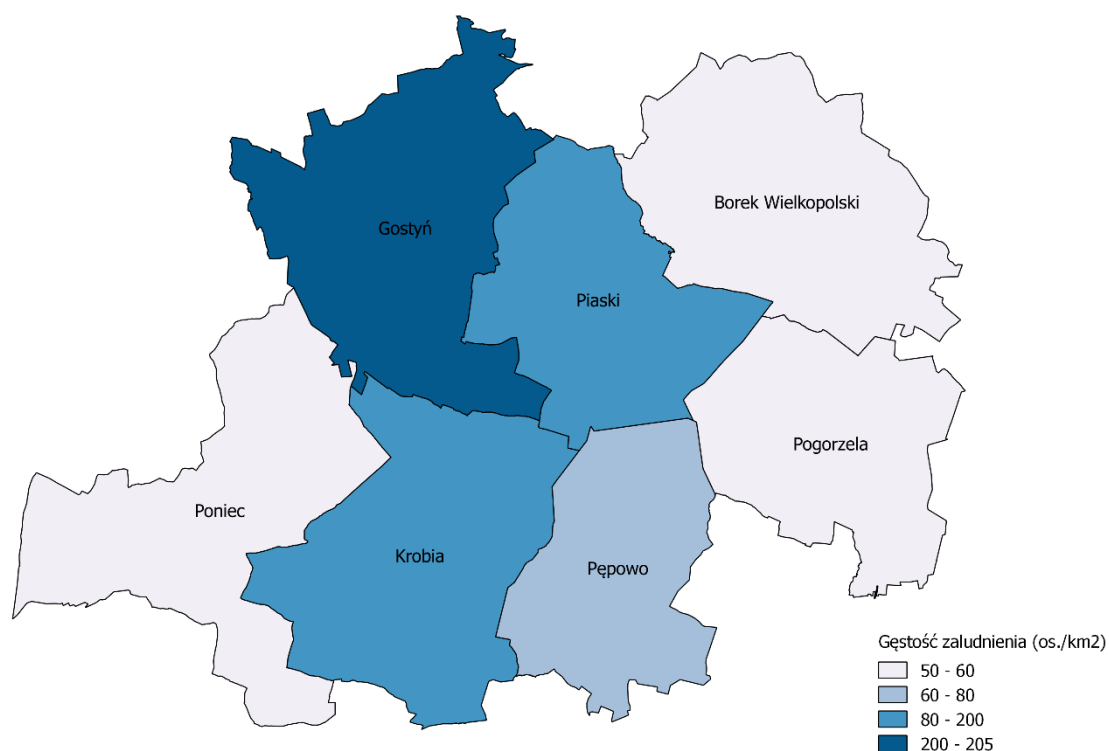 Borek Wielkopolski
Gostyń
Piaski
Pogorzela
Poniec
Krobia
Pępowo
Gęstość zaludnienia (os./km2)
50 - 60
60 - 80
80 - 200
200 - 205